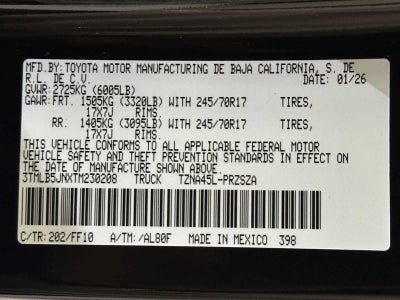 MFD.BY: TOYOTA MOTOR MANUFACTURING DE BAJA CALIFORNIA, S. DE
R.L. DE C.V. DATE: 01/26
GVWR: 2725KG (6005LB)
GAWR: FRT. 1505KG (3320LB) WITH 245/70R17 TIRES,
17X7J RIMS,
RR. 1405KG (3095LB) WITH 245/70R17 TIRES,
17X7J RIMS.
THIS VEHICLE CONFORMS TO ALL APPLICABLE FEDERAL MOTOR
VEHICLE SAFETY AND THEFT PREVENTION STANDARDS IN EFFECT ON
THE DATE OF MANUFACTURE SHOWN ABOVE.
3TMLB5JNXTM230208 TRUCK TZNA45L-PRZSZA
C/TR: 202/FF10 A/TM: /AL80F MADE IN MEXICO 398